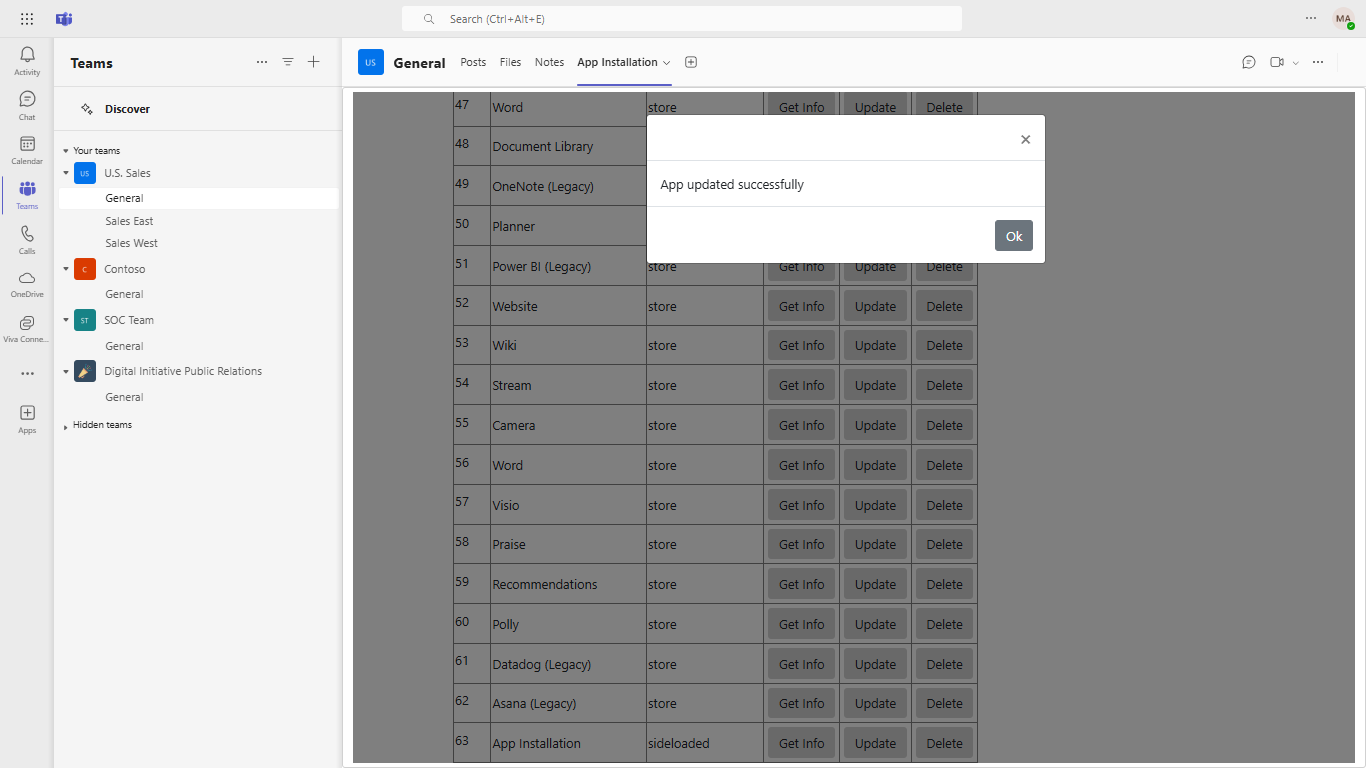 Search (Ctrl+Alt+E)
MA
Activity
Chat
Calendar
Teams
Calls
OneDrive
Viva Conne...
Apps
Teams
Discover
Your teams
US U.S. Sales
General
Sales East
Sales West
C Contoso
General
ST SOC Team
General
Digital Initiative Public Relations
General
Hidden teams
US General Posts Files Notes App Installation
47 Word store Get Info Update Delete
48 Document Library
49 OneNote (Legacy)
50 Planner
51 Power BI (Legacy) store Get Info Update Delete
App updated successfully
Ok
52 Website store Get Info Update Delete
53 Wiki store Get Info Update Delete
54 Stream store Get Info Update Delete
55 Camera store Get Info Update Delete
56 Word store Get Info Update Delete
57 Visio store Get Info Update Delete
58 Praise store Get Info Update Delete
59 Recommendations store Get Info Update Delete
60 Polly store Get Info Update Delete
61 Datadog (Legacy) store Get Info Update Delete
62 Asana (Legacy) store Get Info Update Delete
63 App Installation sideloaded Get Info Update Delete